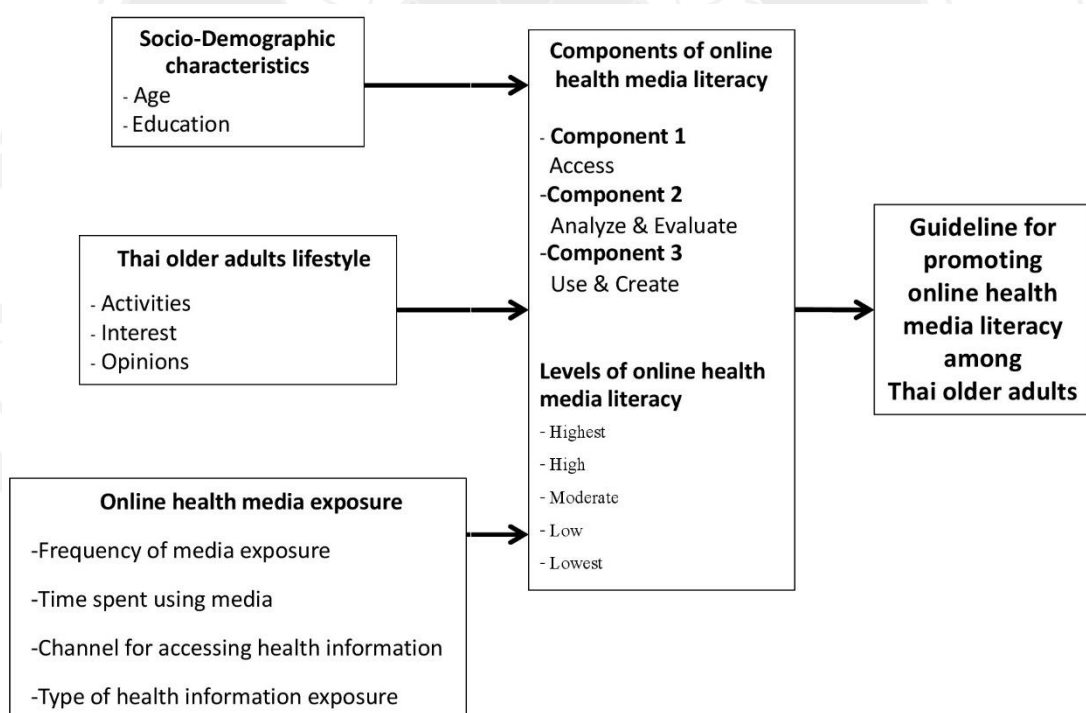 Socio-Demographic
characteristics
- Age
- Education
Thai older adults lifestyle
- Activities
- Interest
- Opinions
Online health media exposure
-Frequency of media exposure
-Time spent using media
-Channel for accessing health information
-Type of health information exposure
Components of online
health media literacy
- Component 1
Access
-Component 2
Analyze & Evaluate
-Component 3
Use & Create
Levels of online health
media literacy
- Highest
- High
- Moderate
- Low
- Lowest
Guideline for
promoting
online health
media literacy
among
Thai older adults